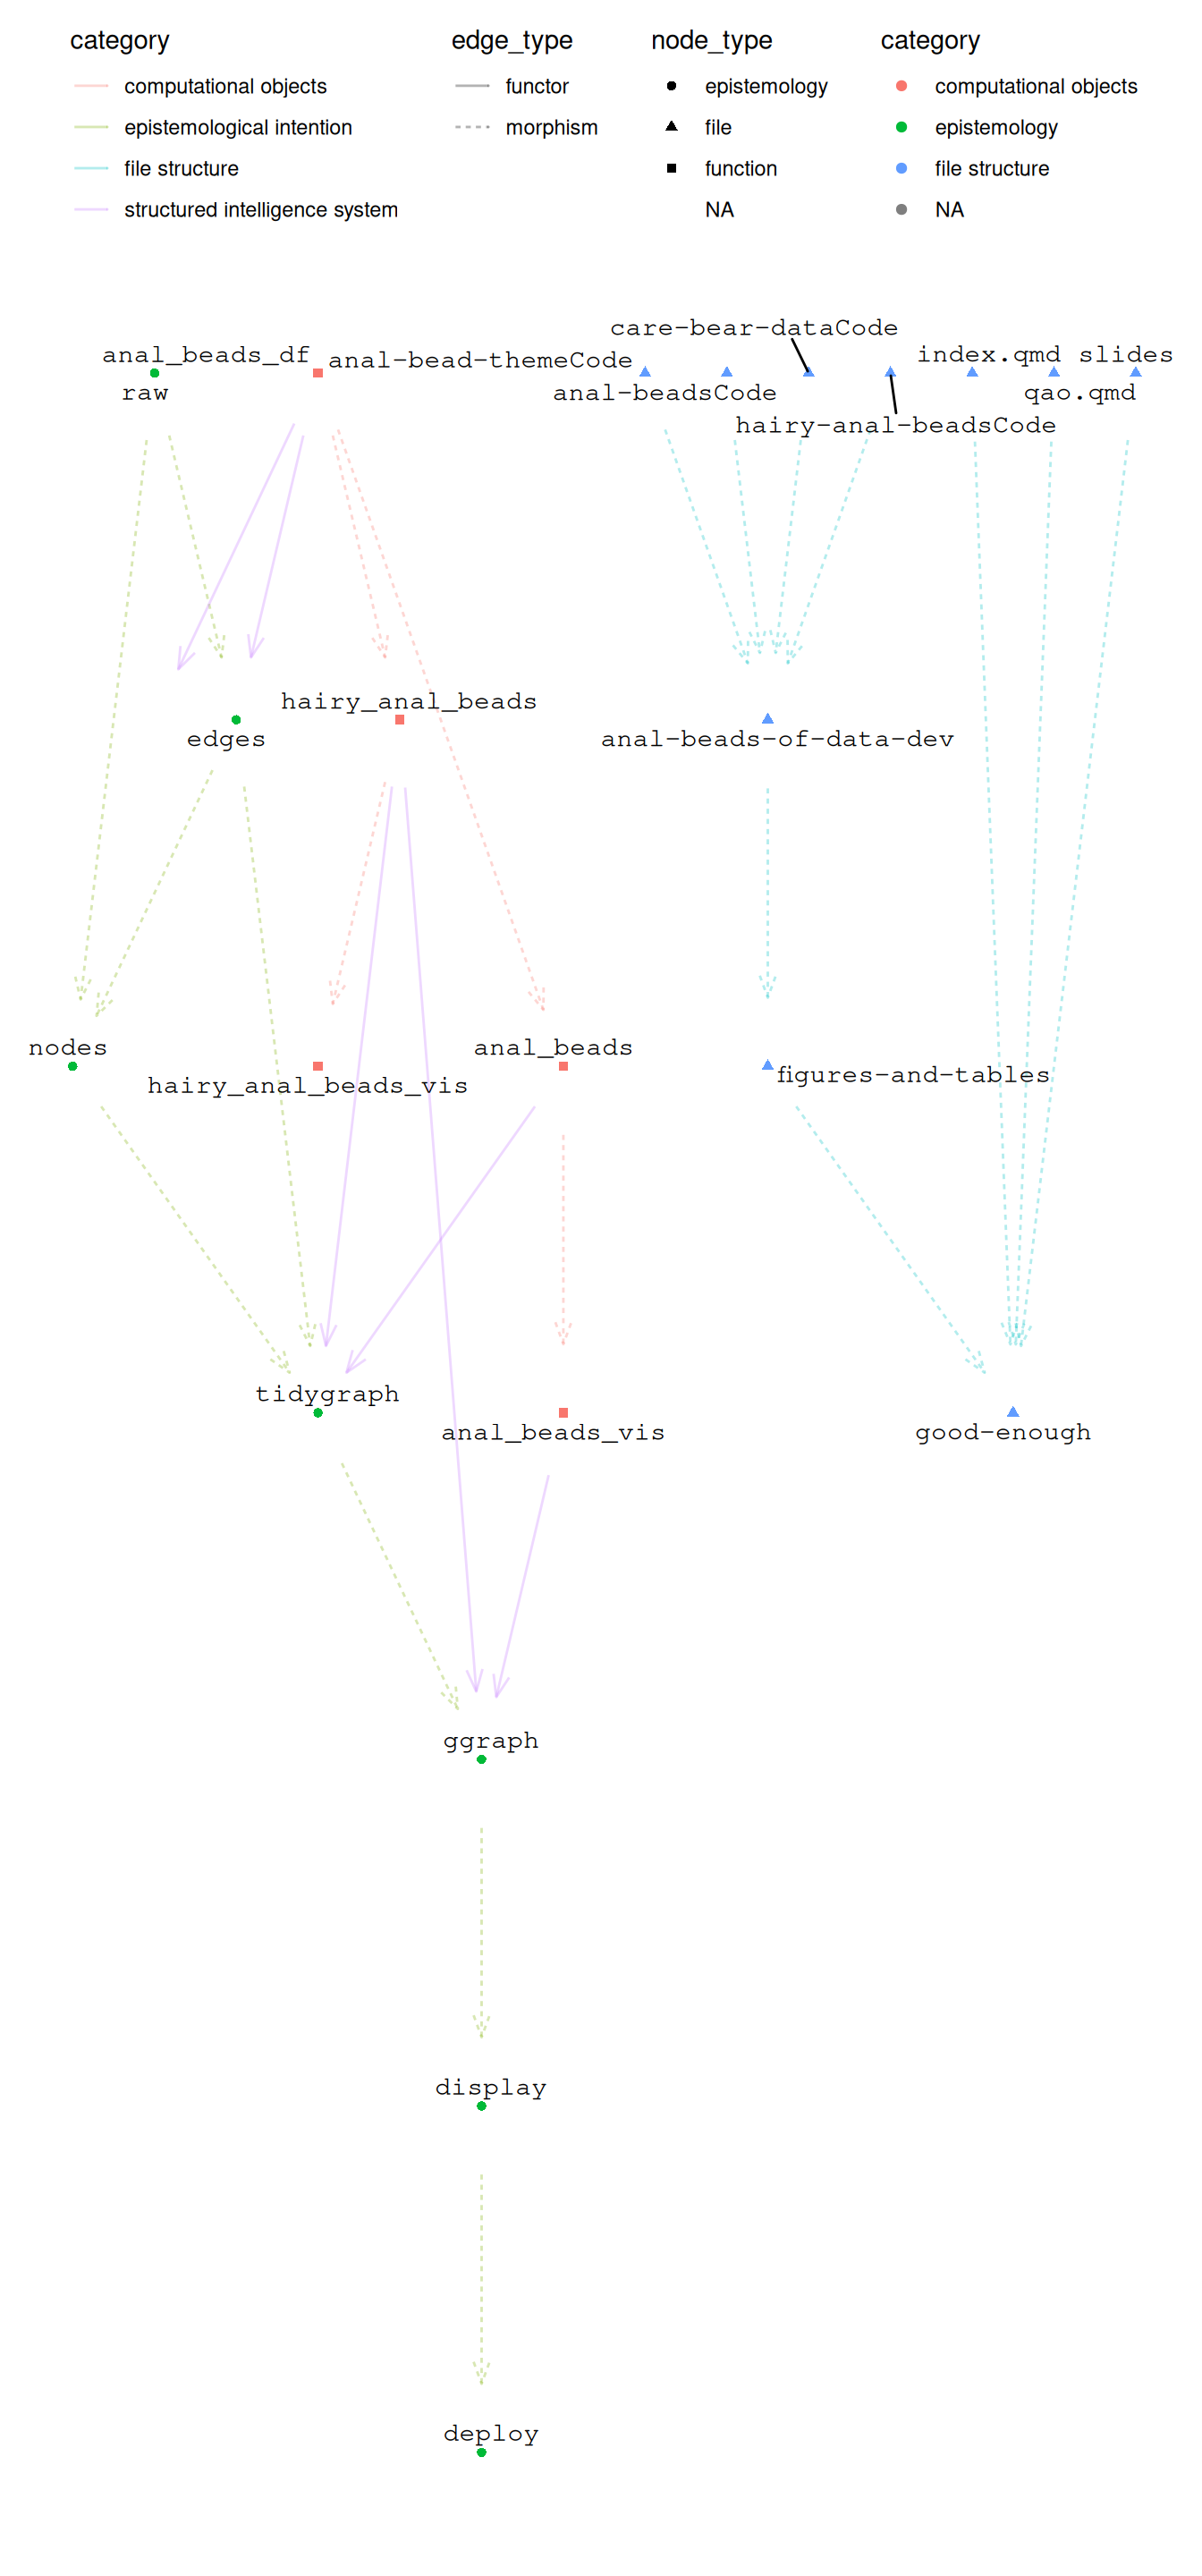 category
computational objects
epistemological intention
file structure
structured intelligence system
edge_type
functor
morphism
node_type
epistemology
file
function
NA
category
computational objects
epistemology
file structure
NA
care-bear-dataCode
anal_beads_df
anal-bead-themeCode
index.qmd
slides
raw
anal-beadsCode
qao.qmd
hairy-anal-beadsCode
hairy_anal_beads
edges
anal-beads-of-data-dev
nodes
anal_beads
hairy_anal_beads_vis
figures-and-tables
tidygraph
anal_beads_vis
good-enough
ggraph
display
deploy